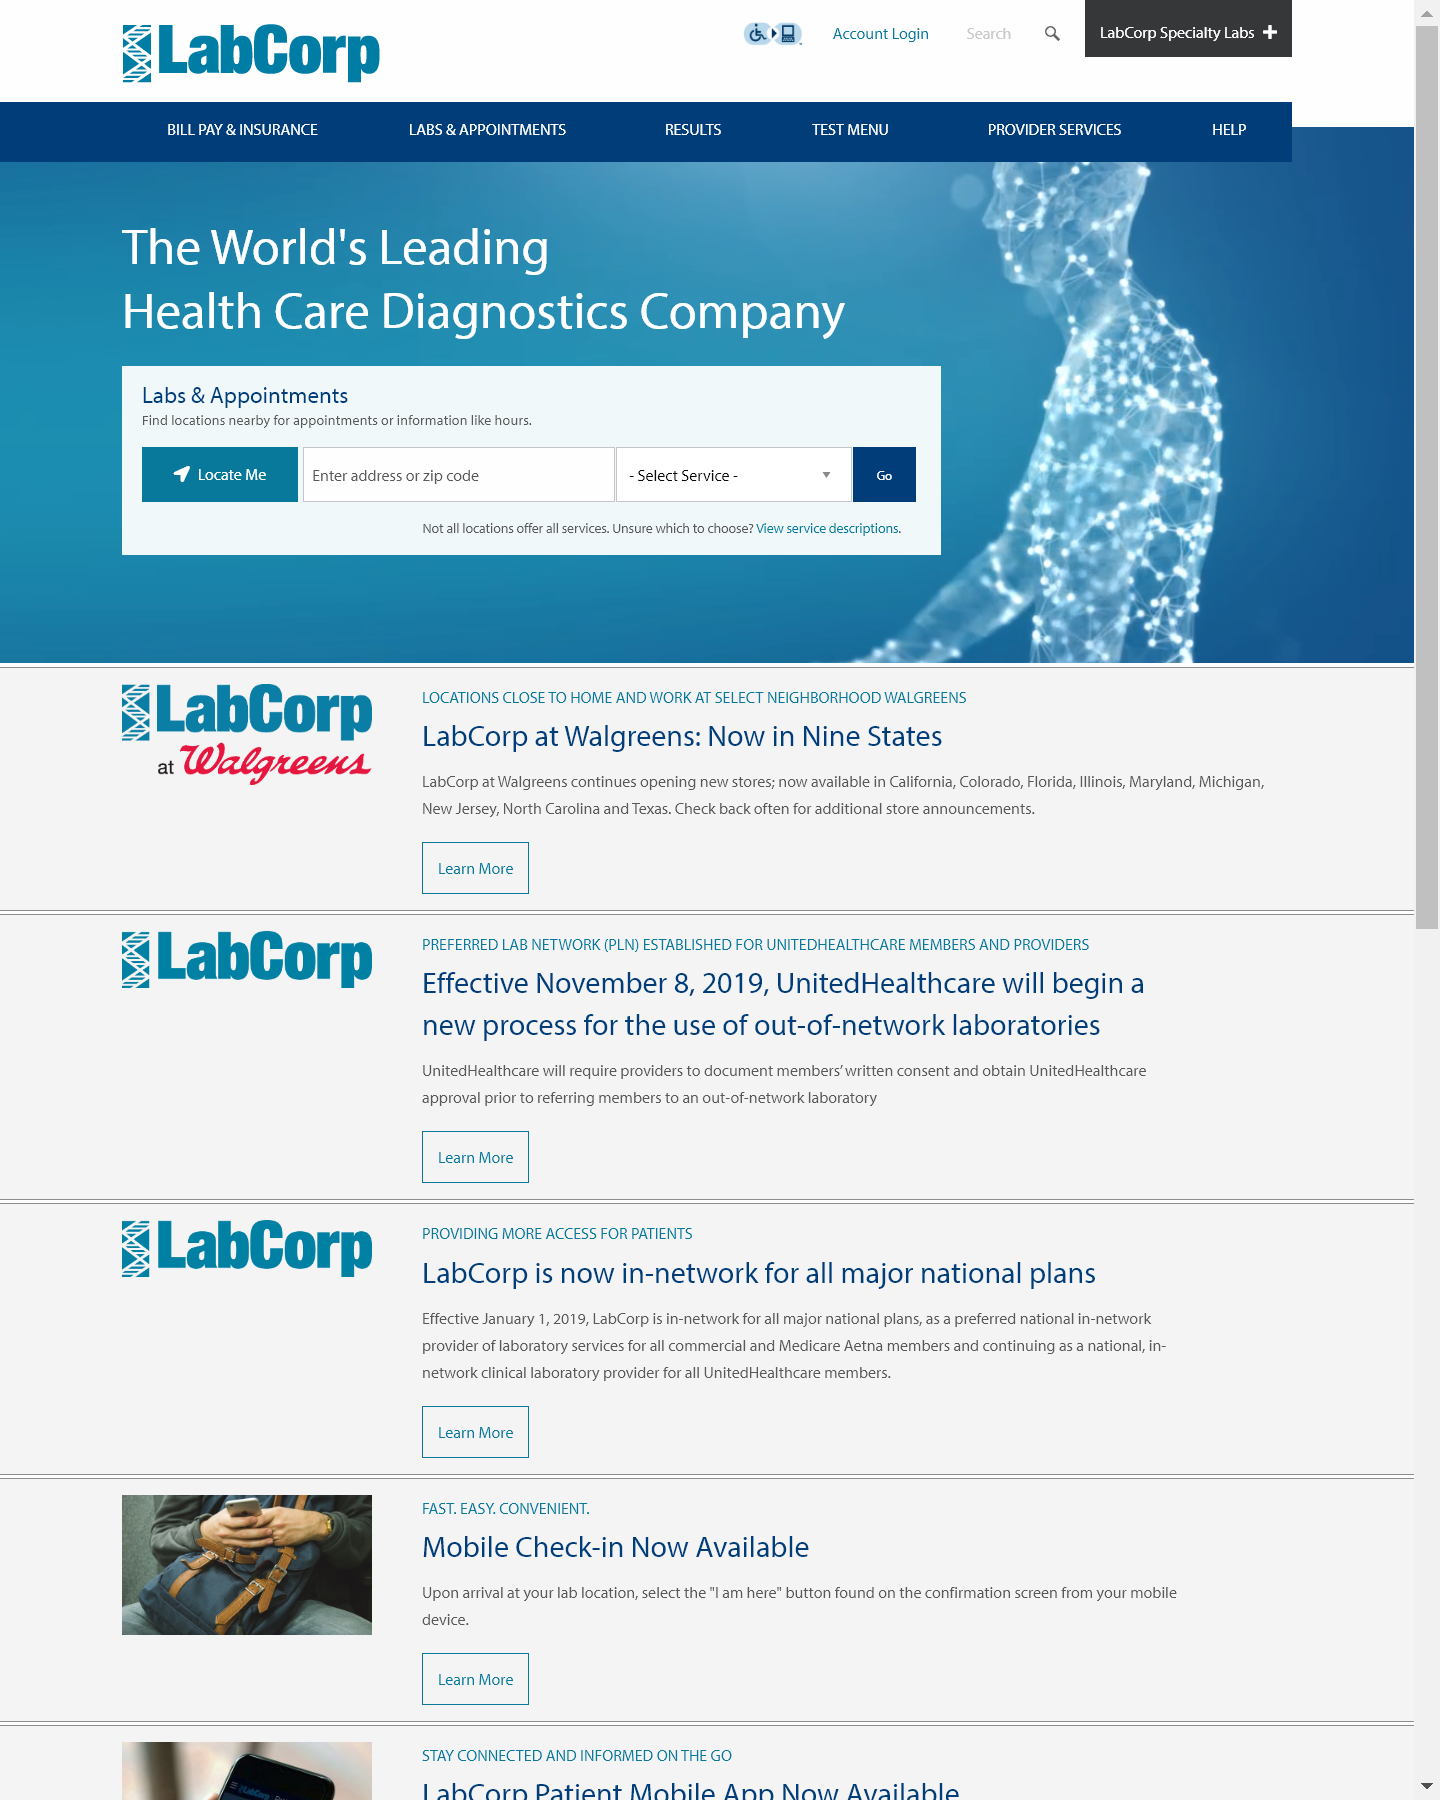 LabCorp
Account Login
Search
LabCorp Specialty Labs
BILL PAY & INSURANCE
LABS & APPOINTMENTS
RESULTS
TEST MENU
PROVIDER SERVICES
HELP
The World's Leading
Health Care Diagnostics Company
Labs & Appointments
Find locations nearby for appointments or information like hours.
Locate Me
Enter address or zip code
- Select Service -
Go
Not all locations offer all services. Unsure which to choose? View service descriptions.
LabCorp
at Walgreens
LOCATIONS CLOSE TO HOME AND WORK AT SELECT NEIGHBORHOOD WALGREENS
LabCorp at Walgreens: Now in Nine States
LabCorp at Walgreens continues opening new stores; now available in California, Colorado, Florida, Illinois, Maryland, Michigan,
New Jersey, North Carolina and Texas. Check back often for additional store announcements.
Learn More
LabCorp
PREFERRED LAB NETWORK (PLN) ESTABLISHED FOR UNITEDHEALTHCARE MEMBERS AND PROVIDERS
Effective November 8, 2019, UnitedHealthcare will begin a
new process for the use of out-of-network laboratories
UnitedHealthcare will require providers to document members’ written consent and obtain UnitedHealthcare
approval prior to referring members to an out-of-network laboratory
Learn More
LabCorp
PROVIDING MORE ACCESS FOR PATIENTS
LabCorp is now in-network for all major national plans
Effective January 1, 2019, LabCorp is in-network for all major national plans, as a preferred national in-network
provider of laboratory services for all commercial and Medicare Aetna members and continuing as a national, in-
network clinical laboratory provider for all UnitedHealthcare members.
Learn More
FAST. EASY. CONVENIENT.
Mobile Check-in Now Available
Upon arrival at your lab location, select the "I am here" button found on the confirmation screen from your mobile
device.
Learn More
STAY CONNECTED AND INFORMED ON THE GO
LabCorp Patient Mobile App Now Available